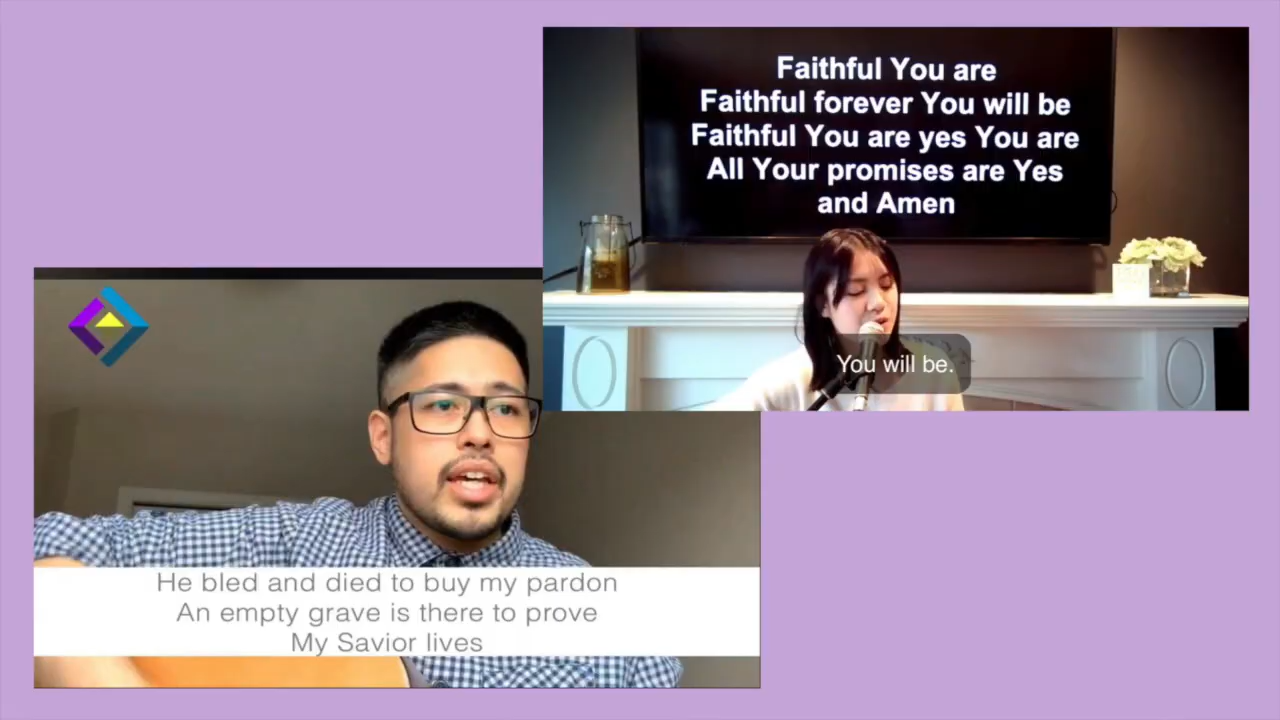 Faithful You are
Faithful forever You will be
Faithful You are yes You are
All Your promises are Yes
and Amen
You will be.
He bled and died to buy my pardon
An empty grave is there to prove
My Savior lives